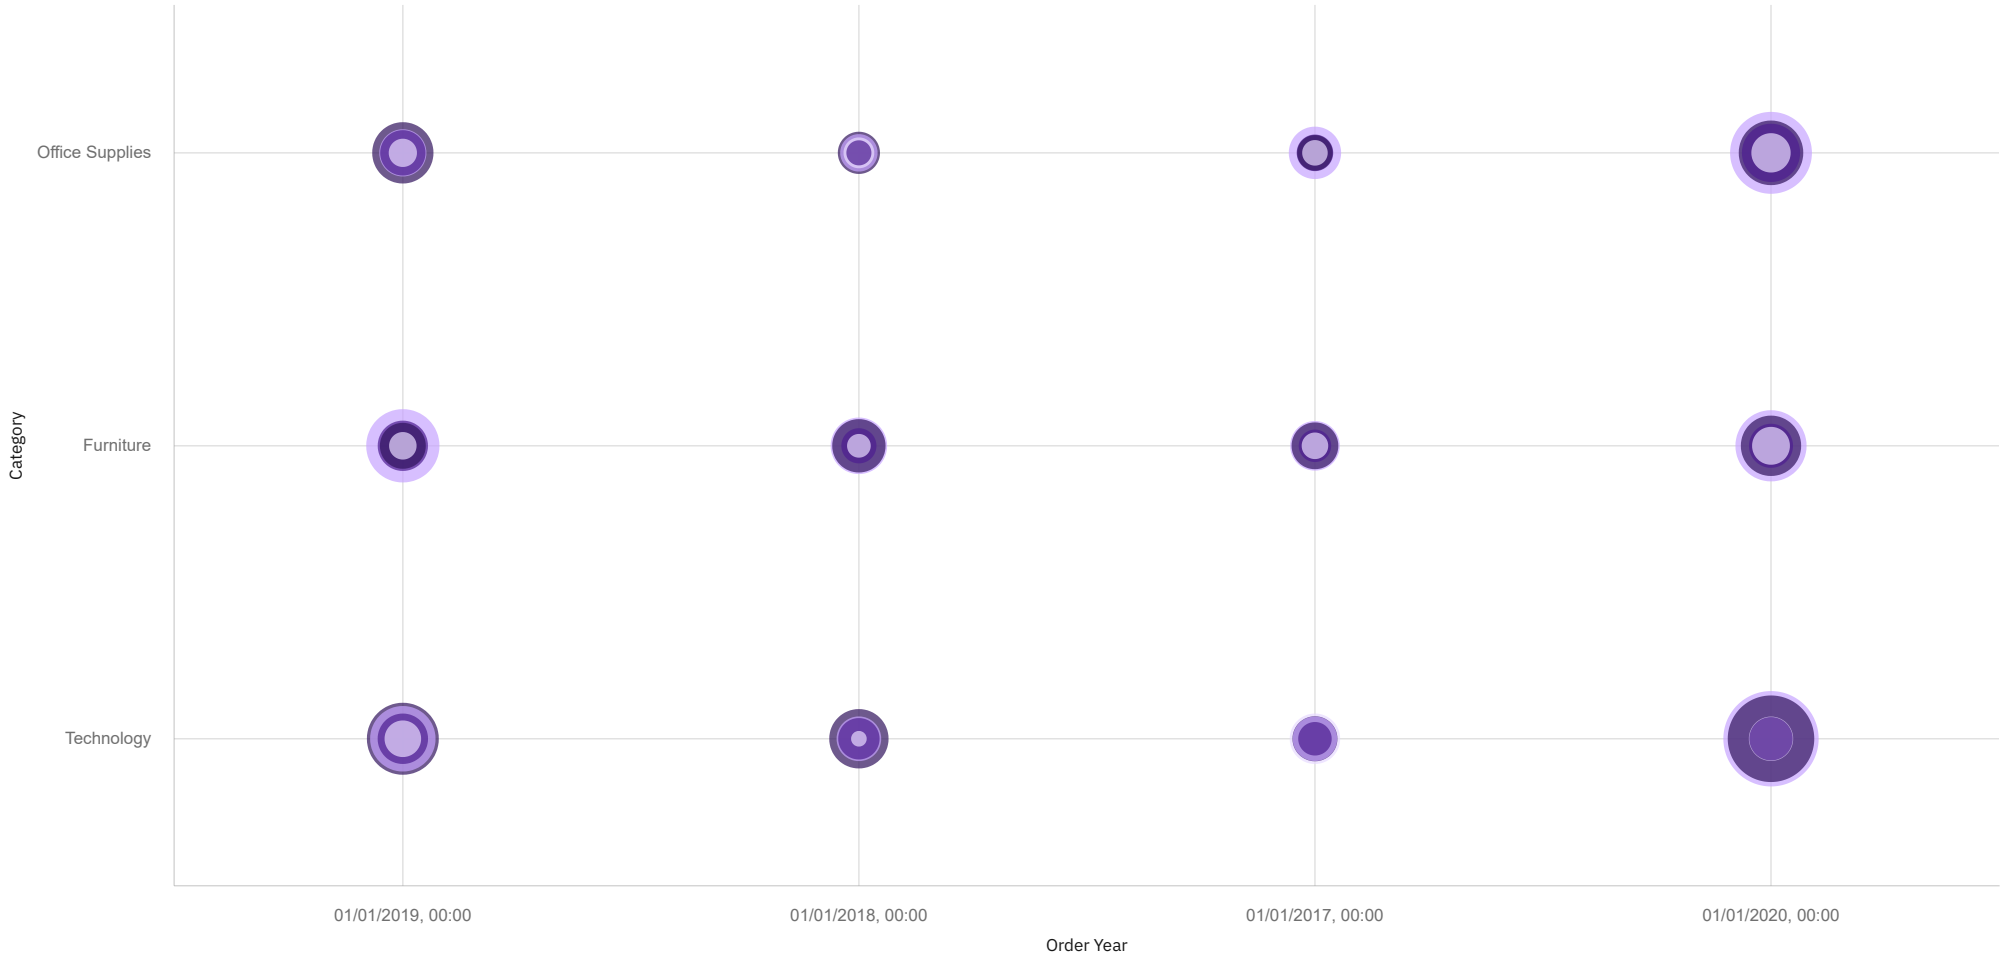 Office Supplies
Furniture
Technology
Category
01/01/2019, 00:00
01/01/2018, 00:00
01/01/2017, 00:00
01/01/2020, 00:00
Order Year